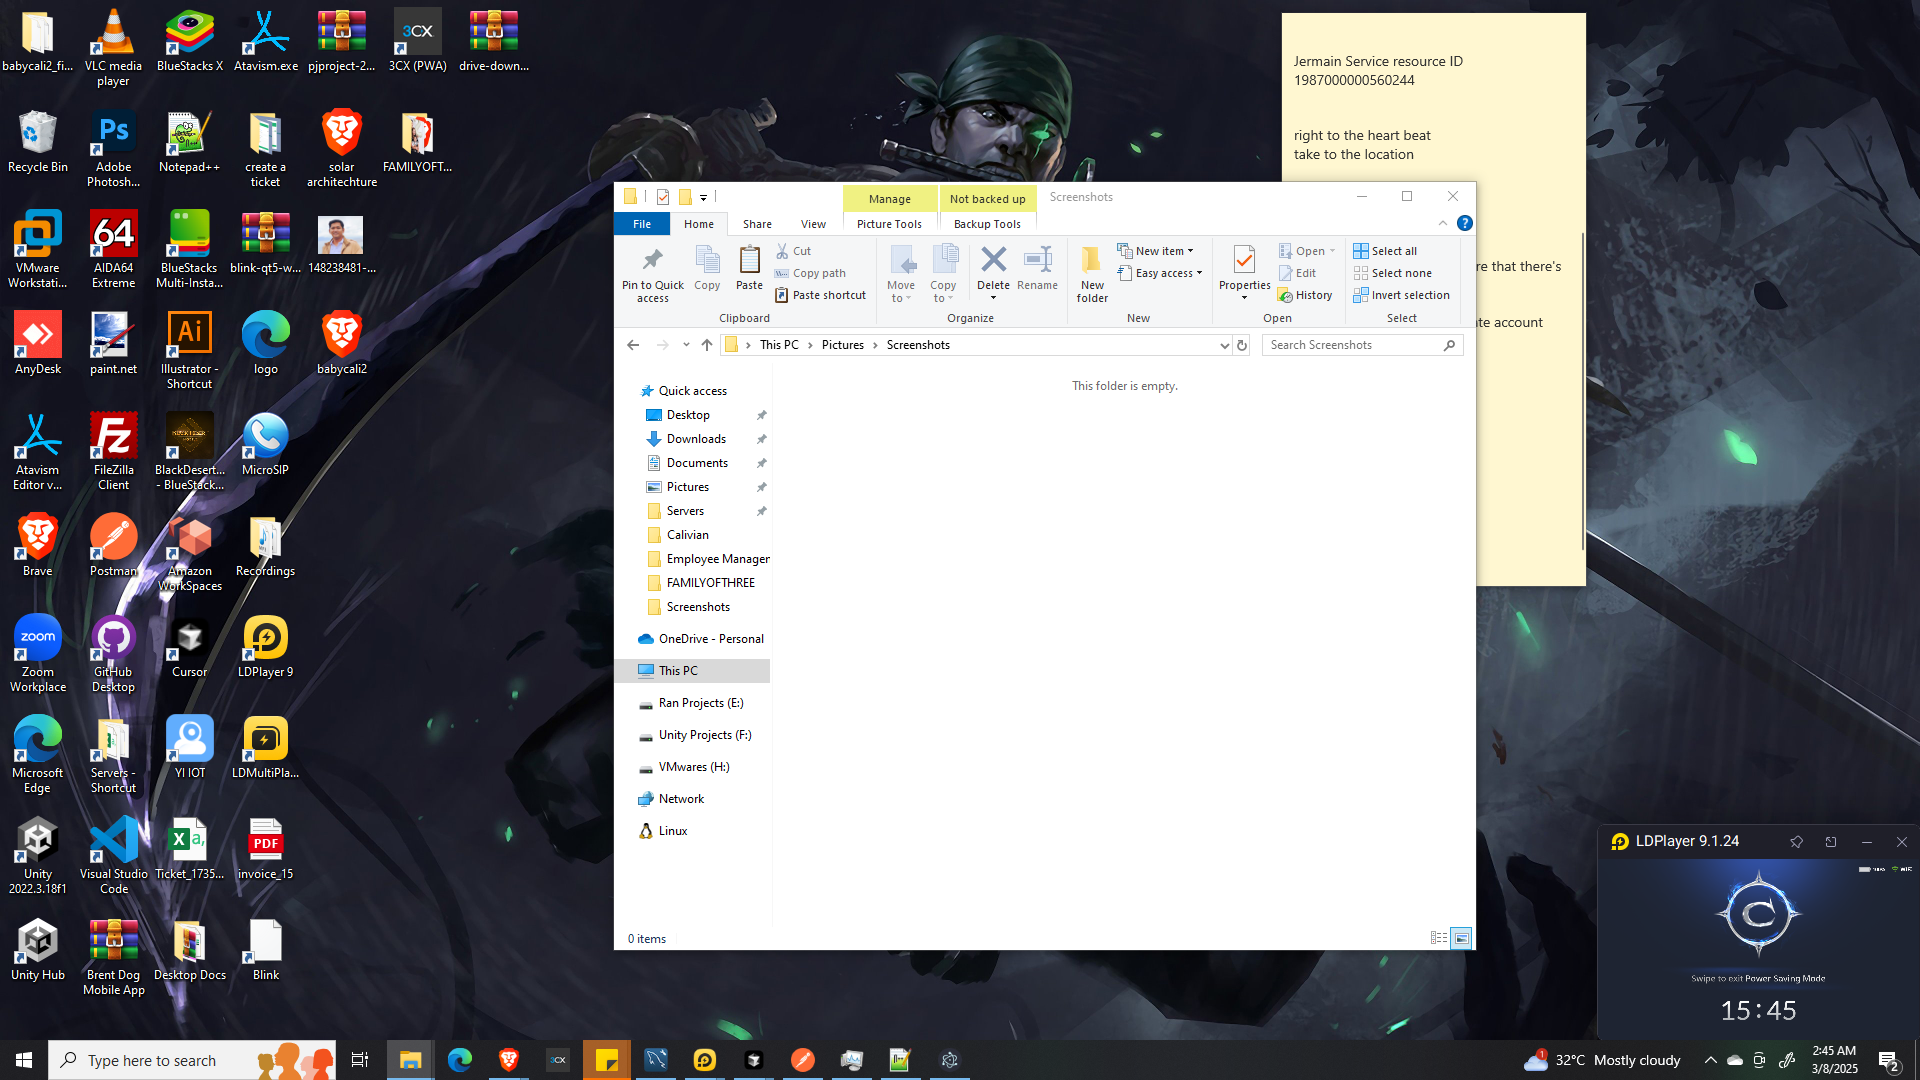 babycali2_fi...
VLC media player
BlueStacks X
Atavism.exe
pjproject-2...
3CX
3CX (PWA)
drive-down...
Recycle Bin
Ps
Adobe Photosh...
Notepad++
create a ticket
solar architechture
FAMILYOFT...
VMware Workstati...
64
AIDA64 Extreme
BlueStacks Multi-Insta...
blink-qt5-w...
148238481-...
AnyDesk
paint.net
Ai
Illustrator - Shortcut
logo
babycali2
Atavism Editor v...
Fz
FileZilla Client
BlackDesert... - BlueStack...
MicroSIP
Brave
Postman
Amazon WorkSpaces
Recordings
zoom
Zoom Workplace
GitHub Desktop
Cursor
LDPlayer 9
Microsoft Edge
Servers - Shortcut
YI IOT
LDMultiPla...
Unity 2022.3.18f1
Visual Studio Code
Ticket_1735...
PDF
invoice_15
Unity Hub
Brent Dog Mobile App
Desktop Docs
Blink
Jermain Service resource ID
1987000000560244
right to the heart beat
take to the location
re that there's
te account
Manage
Not backed up
Screenshots
File
Home
Share
View
Picture Tools
Backup Tools
Pin to Quick access
Copy
Paste
Cut
Copy path
Paste shortcut
Clipboard
Move to
Copy to
Delete
Rename
Organize
New folder
New item
Easy access
New
Properties
Open
Edit
History
Open
Select all
Select none
Invert selection
Select
This PC > Pictures > Screenshots
Search Screenshots
Quick access
Desktop
Downloads
Documents
Pictures
Servers
Calivian
Employee Manager
FAMILYOFTHREE
Screenshots
OneDrive - Personal
This PC
Ran Projects (E:)
Unity Projects (F:)
VMwares (H:)
Network
Linux
This folder is empty.
0 items
LDPlayer 9.1.24
Swipe to exit Power Saving Mode
15:45
Type here to search
3CX
1
32°C Mostly cloudy
2:45 AM
3/8/2025
2